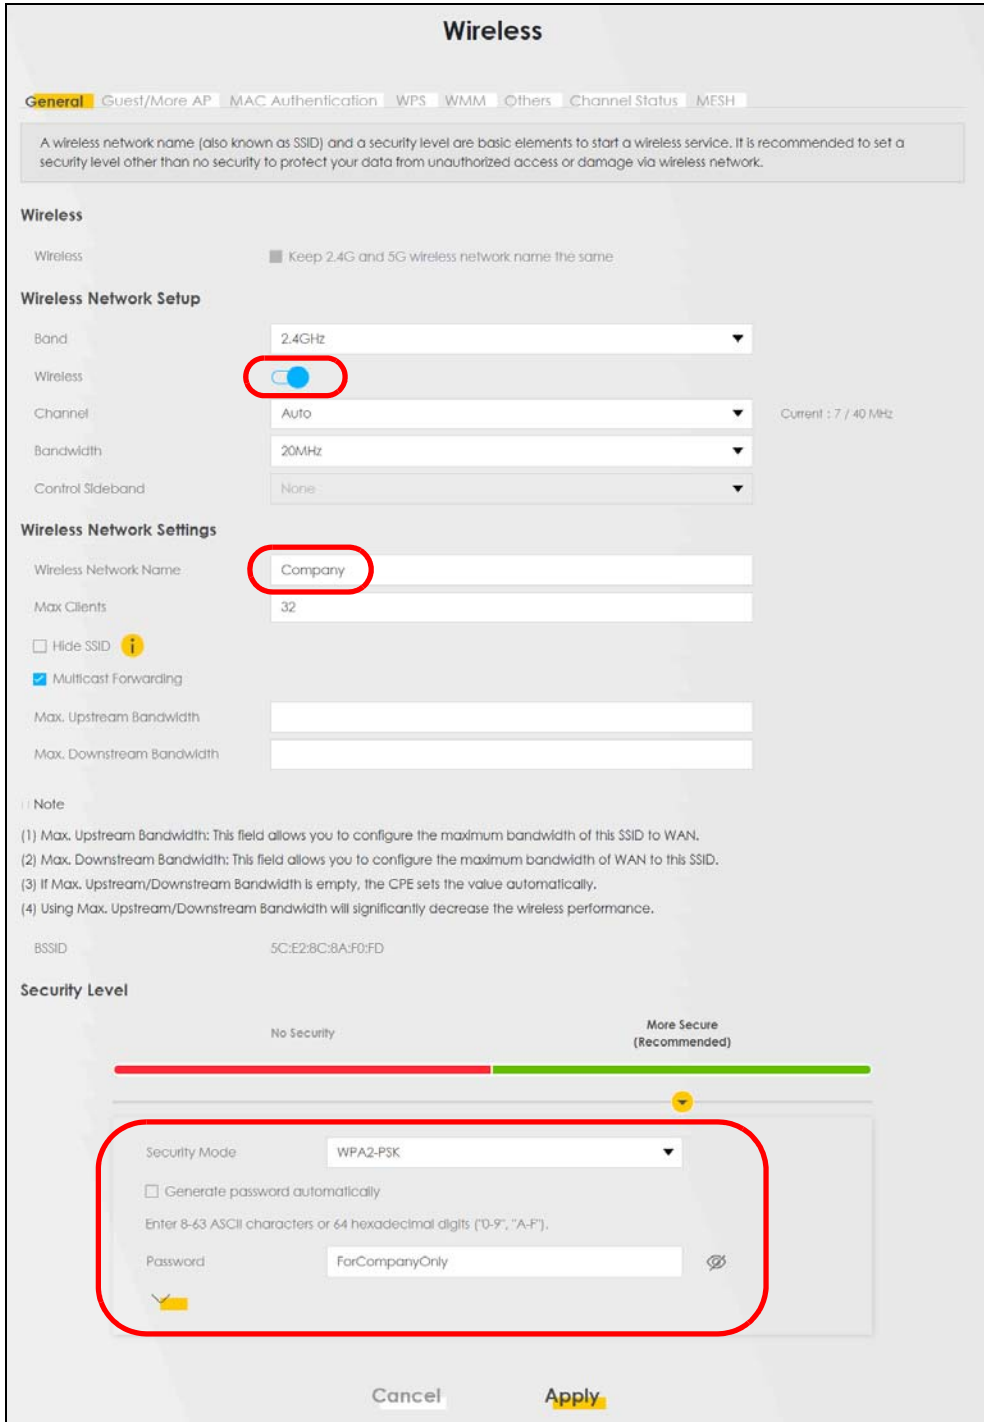 Wireless
General Guest/More AP MAC Authentication WPS WMM Others Channel Status MESH
A wireless network name (also known as SSID) and a security level are basic elements to start a wireless service. It is recommended to set a
security level other than no security to protect your data from unauthorized access or damage via wireless network.
Wireless
Wireless Keep 2.4G and 5G wireless network name the same
Wireless Network Setup
Band 2.4GHz
Wireless
Channel Auto Current : 7 / 40 MHz
Bandwidth 20MHz
Control Sideband None
Wireless Network Settings
Wireless Network Name Company
Max Clients 32
Hide SSID i
Multicast Forwarding
Max. Upstream Bandwidth
Max. Downstream Bandwidth
Note
(1) Max. Upstream Bandwidth: This field allows you to configure the maximum bandwidth of this SSID to WAN.
(2) Max. Downstream Bandwidth: This field allows you to configure the maximum bandwidth of WAN to this SSID.
(3) If Max. Upstream/Downstream Bandwidth is empty, the CPE sets the value automatically.
(4) Using Max. Upstream/Downstream Bandwidth will significantly decrease the wireless performance.
BSSID 5C:E2:8C:8A:F0:FD
Security Level
No Security
More Secure
(Recommended)
Security Mode WPA2-PSK
Generate password automatically
Enter 8-63 ASCII characters or 64 hexadecimal digits ("0-9", "A-F").
Password ForCompanyOnly
Cancel Apply